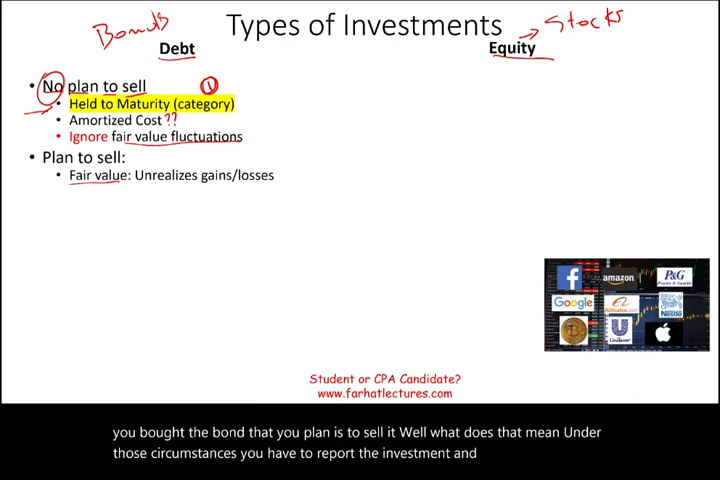 Types of Investments
Bonds
Stocks
Debt
Equity
• No plan to sell
1
• Held to Maturity (category)
• Amortized Cost??
• Ignore fair value fluctuations
• Plan to sell:
• Fair value: Unrealizes gains/losses
amazon
P&G
Procter & Gamble
Google
Alibaba.com
Nestlé
Unilever
Student or CPA Candidate?
www.farhatlectures.com
you bought the bond that you plan is to sell it Well what does that mean Under
those circumstances you have to report the investment and